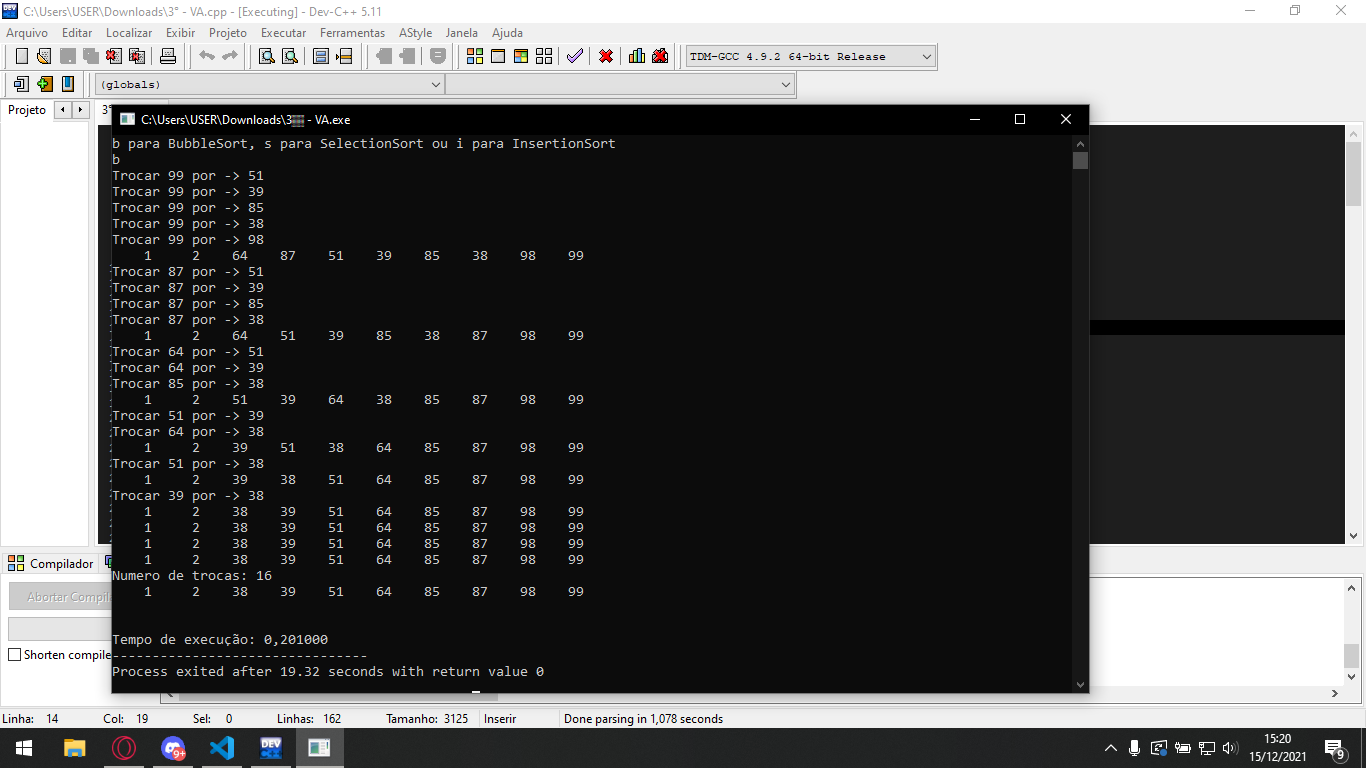 C:\Users\USER\Downloads\3° - VA.cpp - [Executing] - Dev-C++ 5.11
Arquivo Editar Localizar Exibir Projeto Executar Ferramentas AStyle Janela Ajuda
TDM-GCC 4.9.2 64-bit Release
(globals)
Projeto 3°
C:\Users\USER\Downloads\3 - VA.exe
b para BubbleSort, s para SelectionSort ou i para InsertionSort
b
Trocar 99 por -> 51
Trocar 99 por -> 39
Trocar 99 por -> 85
Trocar 99 por -> 38
Trocar 99 por -> 98
1 2 64 87 51 39 85 38 98 99
Trocar 87 por -> 51
Trocar 87 por -> 39
Trocar 87 por -> 85
Trocar 87 por -> 38
1 2 64 51 39 85 38 87 98 99
Trocar 64 por -> 51
Trocar 64 por -> 39
Trocar 85 por -> 38
1 2 51 39 64 38 85 87 98 99
Trocar 51 por -> 39
Trocar 64 por -> 38
1 2 39 51 38 64 85 87 98 99
Trocar 51 por -> 38
1 2 39 38 51 64 85 87 98 99
Trocar 39 por -> 38
1 2 38 39 51 64 85 87 98 99
1 2 38 39 51 64 85 87 98 99
1 2 38 39 51 64 85 87 98 99
1 2 38 39 51 64 85 87 98 99
Numero de trocas: 16
1 2 38 39 51 64 85 87 98 99
Tempo de execução: 0,201000
--------------------------------
Process exited after 19.32 seconds with return value 0
Compilador
Abortar Compil
Shorten compile
Linha: 14 Col: 19 Sel: 0 Linhas: 162 Tamanho: 3125 Inserir Done parsing in 1,078 seconds
9+
DEV
15:20
15/12/2021
9